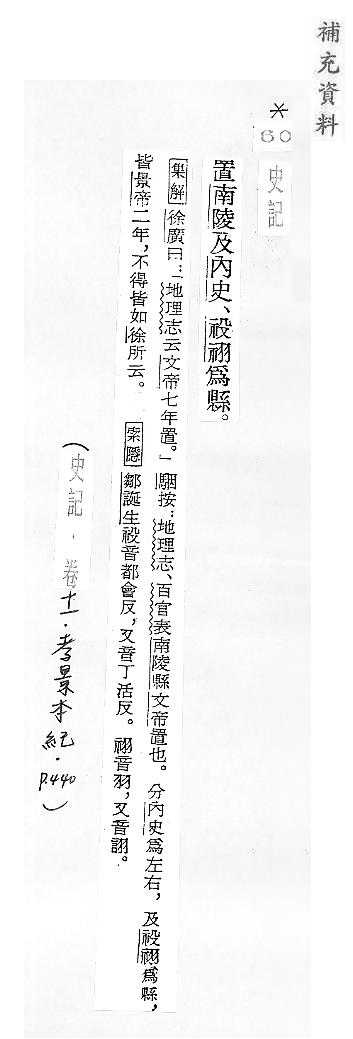 補充資料
*60 史記
置南陵及內史、祋祤爲縣。
集解 徐廣曰：「地理志云文帝七年置。」駰按：地理志、百官表南陵縣文帝置也。分內史爲左右，及祋祤爲縣，
皆景帝二年，不得皆如徐所云。 索隱 鄒誕生祋音都會反，又音丁活反。祤音羽，又音詡。
（史記．卷十一．孝景本紀．P.440）